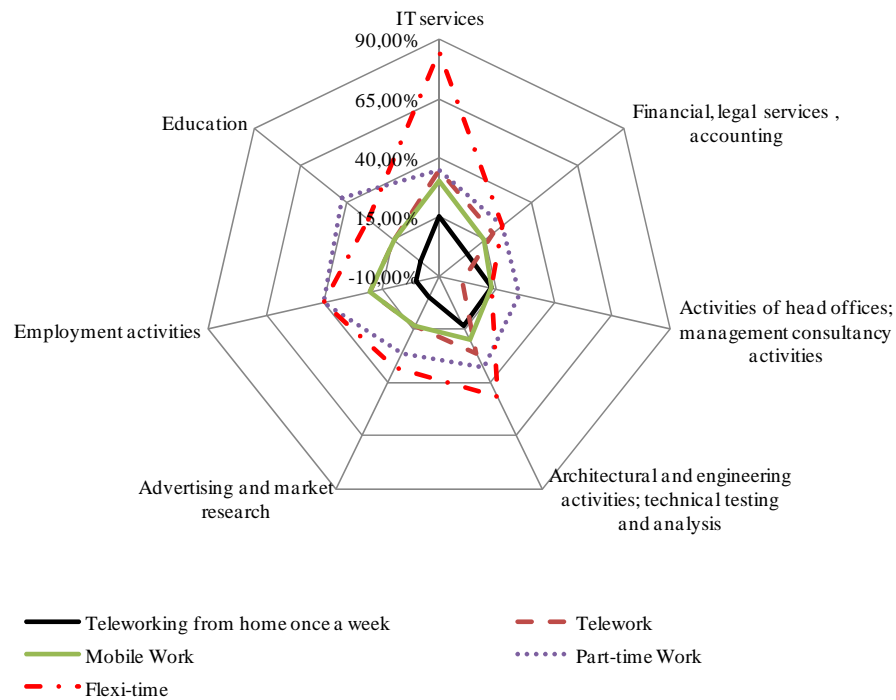 IT services
90,00%
65,00%
40,00%
15,00%
-10,00%
Financial, legal services ,
accounting
Activities of head offices;
management consultancy
activities
Architectural and engineering
activities; technical testing
and analysis
Advertising and market
research
Employment activities
Education
Teleworking from home once a week
Telework
Mobile Work
Part-time Work
Flexi-time